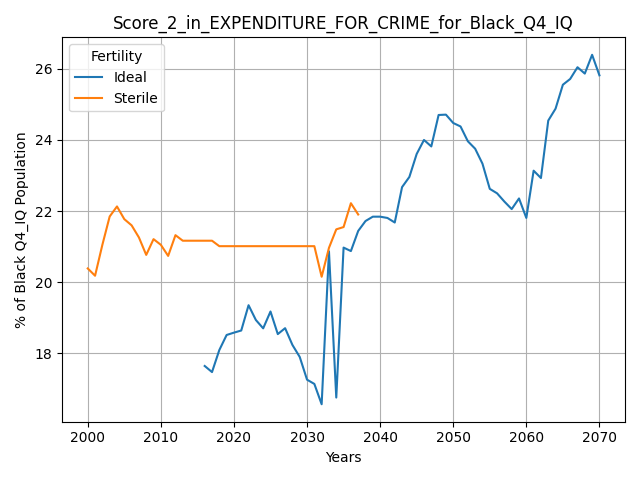 Score_2_in_EXPENDITURE_FOR_CRIME_for_Black_Q4_IQ
Fertility
Ideal
Sterile
% of Black Q4_IQ Population
26
24
22
20
18
2000 2010 2020 2030 2040 2050 2060 2070
Years